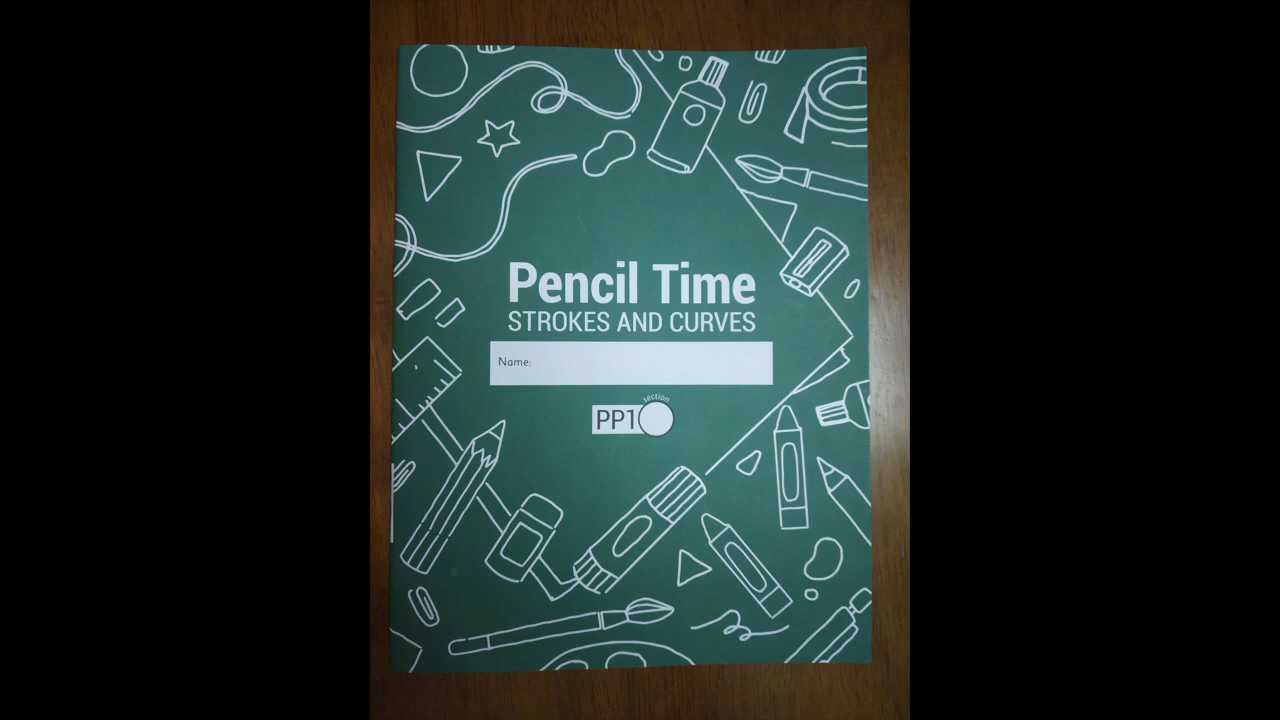 Pencil Time
STROKES AND CURVES
Name:
section
PP1